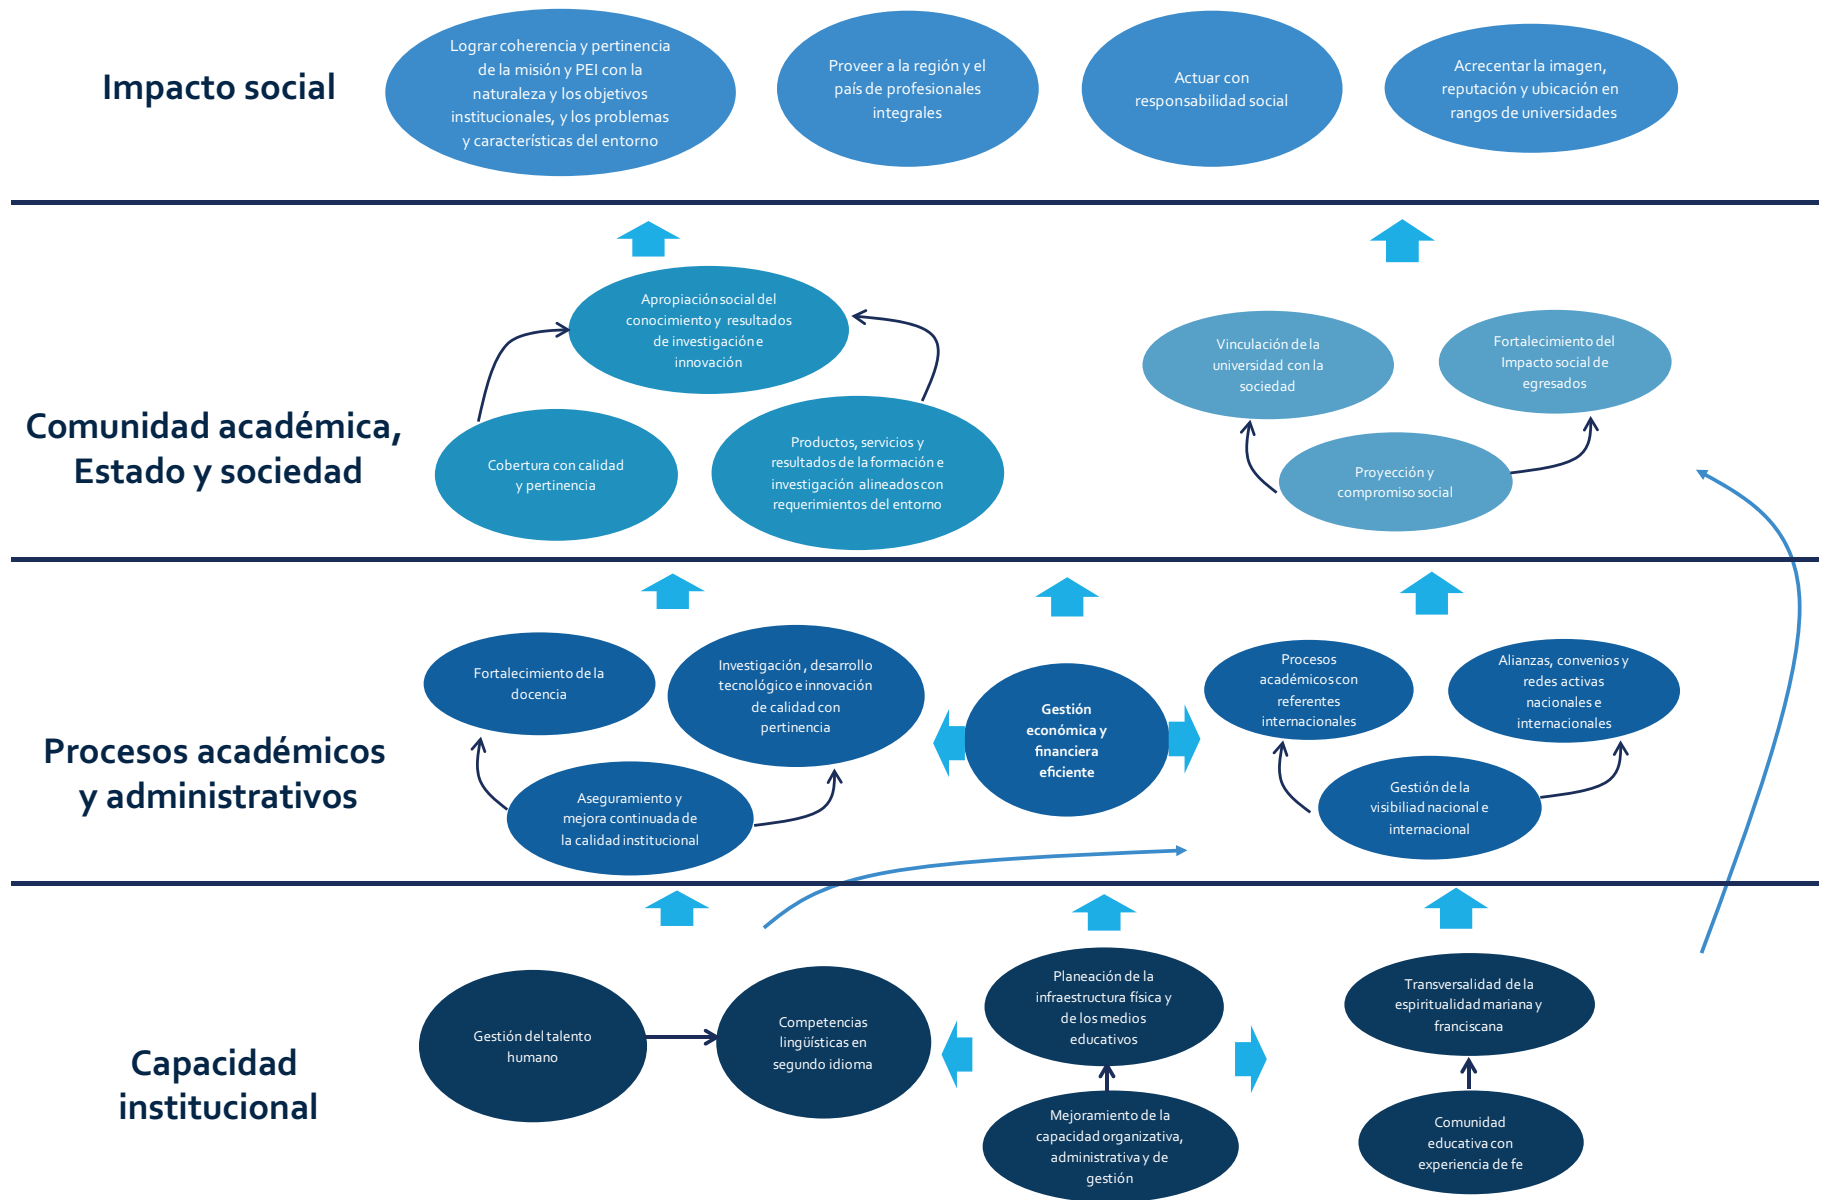 Impacto social
Lograr coherencia y pertinencia
de la misión y PEI con la
naturaleza y los objetivos
institucionales, y los problemas
y características del entorno
Proveer a la región y el
país de profesionales
integrales
Actuar con
responsabilidad social
Acrecentar la imagen,
reputación y ubicación en
rangos de universidades
Comunidad académica,
Estado y sociedad
Apropiación social del
conocimiento y resultados
de investigación e
innovación
Cobertura con calidad
y pertinencia
Productos, servicios y
resultados de la formación e
investigación alineados con
requerimientos del entorno
Vinculación de la
universidad con la
sociedad
Fortalecimiento del
Impacto social de
egresados
Proyección y
compromiso social
Procesos académicos
y administrativos
Fortalecimiento de la
docencia
Investigación , desarrollo
tecnológico e innovación
de calidad con
pertinencia
Aseguramiento y
mejora continuada de
la calidad institucional
Gestión
económica y
financiera
eficiente
Procesos
académicos con
referentes
internacionales
Alianzas, convenios y
redes activas
nacionales e
internacionales
Gestión de la
visibiliad nacional e
internacional
Capacidad
institucional
Gestión del talento
humano
Competencias
lingüísticas en
segundo idioma
Planeación de la
infraestructura física y
de los medios
educativos
Mejoramiento de la
capacidad organizativa,
administrativa y de
gestión
Transversalidad de la
espiritualidad mariana y
franciscana
Comunidad
educativa con
experiencia de fe